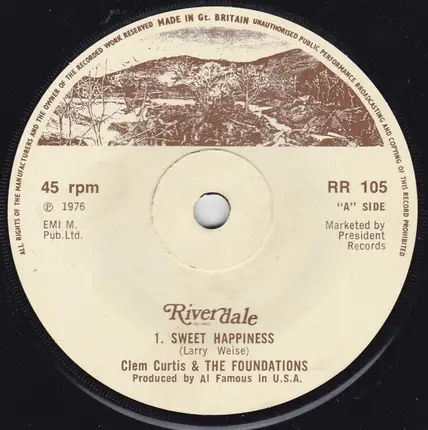 ALL RIGHTS OF THE MANUFACTURERS AND THE OWNER OF THE RECORDED WORK RESERVED MADE IN Gt. BRITAIN UNAUTHORISED PUBLIC PERFORMANCE BROADCASTING AND COPYING OF THIS RECORD PROHIBITED
45 rpm
RR 105
℗ 1976
"A" SIDE
EMI M.
Pub.Ltd.
Marketed by
President
Records
Riverdale
1. SWEET HAPPINESS
(Larry Weise)
Clem Curtis & THE FOUNDATIONS
Produced by Al Famous in U.S.A.